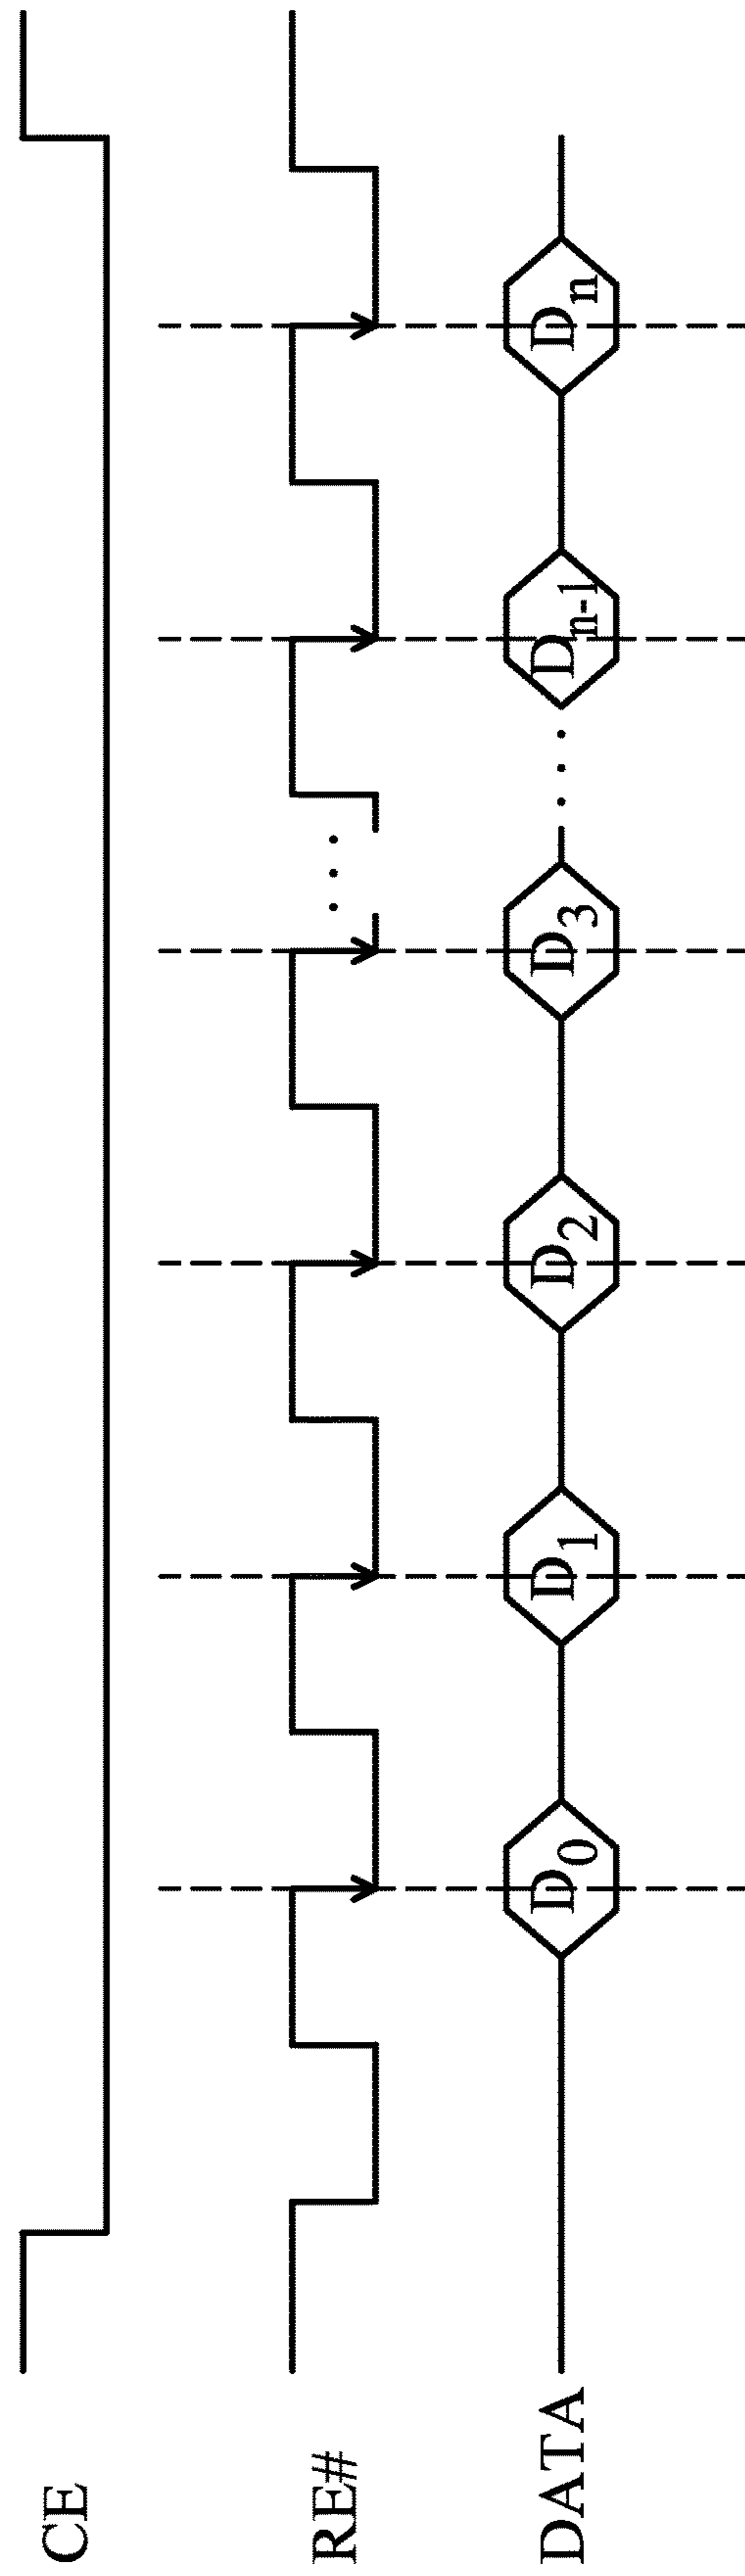 CE
RE# . . .
DATA D0 D1 D2 D3 . . . Dn-1 Dn